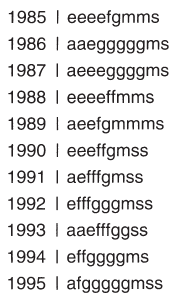 1985 | eeeefgmms
1986 | aaegggggms
1987 | aeeeggggms
1988 | eeeeffmms
1989 | aeefgmmms
1990 | eeeffgmss
1991 | aefffgmss
1992 | efffgggmss
1993 | aaefffggss
1994 | effggggms
1995 | afgggggmss